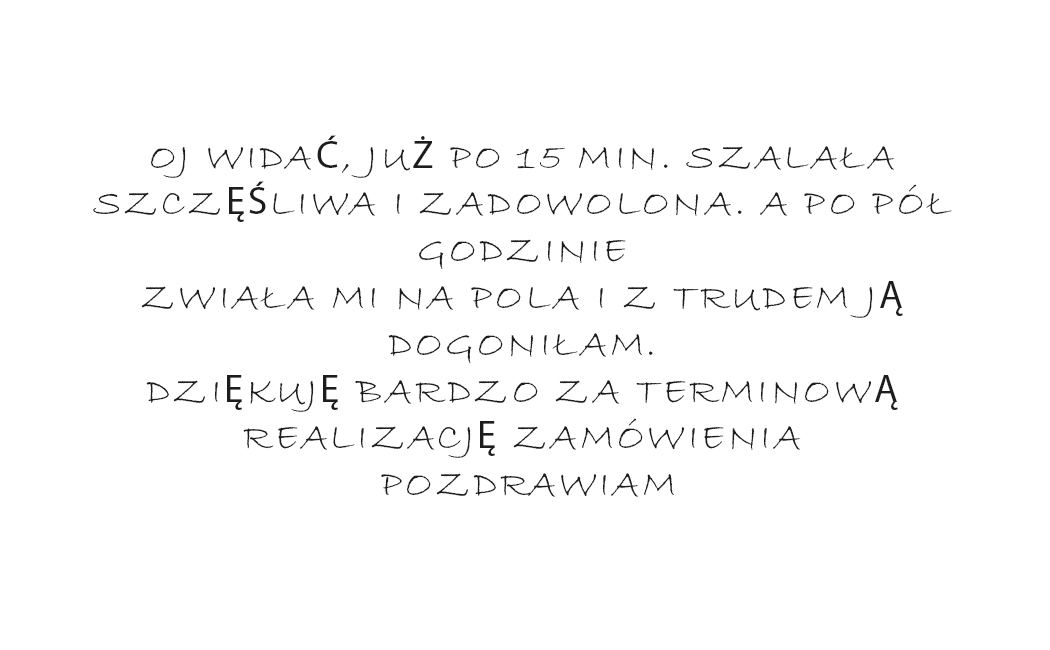 OJ WIDAĆ, JUŻ PO 15 MIN. SZALAŁA
SZCZĘŚLIWA I ZADOWOLONA. A PO PÓŁ
GODZINIE
ZWIAŁA MI NA POLA I Z TRUDEM JĄ
DOGONIŁAM.
DZIĘKUJĘ BARDZO ZA TERMINOWĄ
REALIZACJĘ ZAMÓWIENIA
POZDRAWIAM